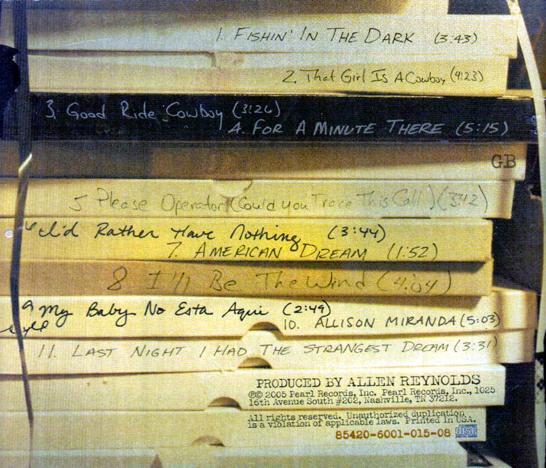 1. FISHIN' IN THE DARK (3:43)
2. That Girl Is A Cowboy (4:23)
3. Good Ride Cowboy (3:26)
4. FOR A MINUTE THERE (5:15)
GB
5 Please Operator (Could you Trace This Call) (3:12)
6 I'd Rather Have Nothing (3:44)
7. AMERICAN DREAM (1:52)
8 I'll Be The Wind (4:04)
9 My Baby No Esta Aqui (2:49)
10. ALLISON MIRANDA (5:03)
11. LAST NIGHT I HAD THE STRANGEST DREAM (3:31)
PRODUCED BY ALLEN REYNOLDS
℗© 2005 Pearl Records, Inc. Pearl Records, Inc., 1025
16th Avenue South #202, Nashville, TN 37212.
All rights reserved. Unauthorized duplication
is a violation of applicable laws. Printed in USA.
85420-6001-015-08